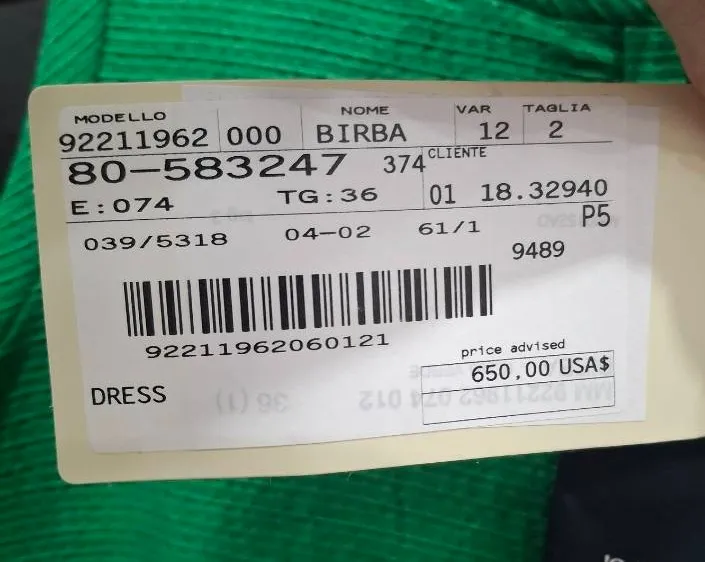 MODELLO NOME VAR TAGLIA
92211962 000 BIRBA 12 2
80-583247 374 CLIENTE
E:074 TG:36 01 18.32940
039/5318 04-02 61/1 P5
9489
92211962060121
price advised
650,00 USA$
DRESS